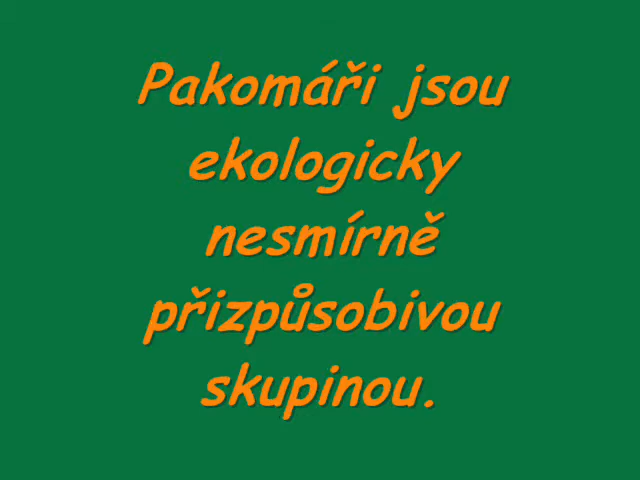 Pakomáři jsou
ekologicky
nesmírně
přizpůsobivou
skupinou.